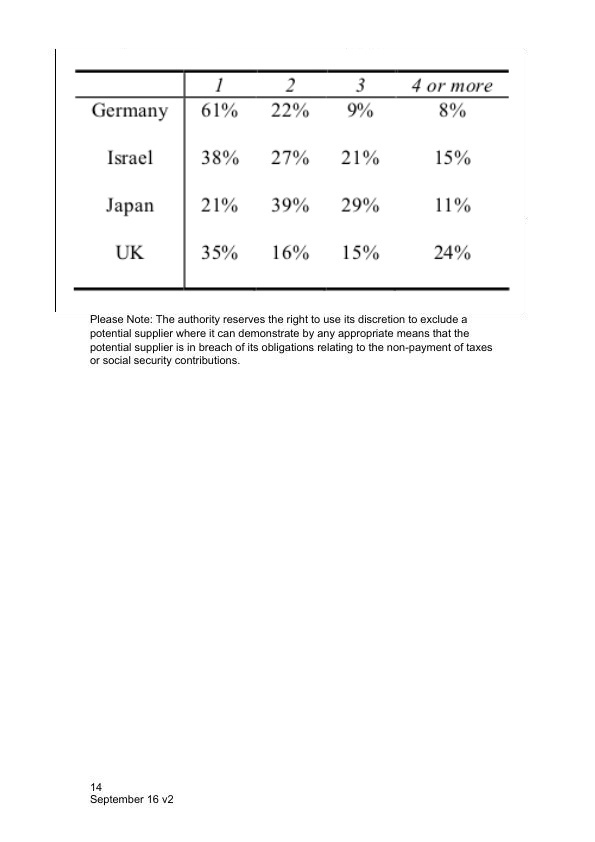 1 2 3 4 or more
Germany 61% 22% 9% 8%
Israel 38% 27% 21% 15%
Japan 21% 39% 29% 11%
UK 35% 16% 15% 24%
Please Note: The authority reserves the right to use its discretion to exclude a
potential supplier where it can demonstrate by any appropriate means that the
potential supplier is in breach of its obligations relating to the non-payment of taxes
or social security contributions.
14
September 16 v2